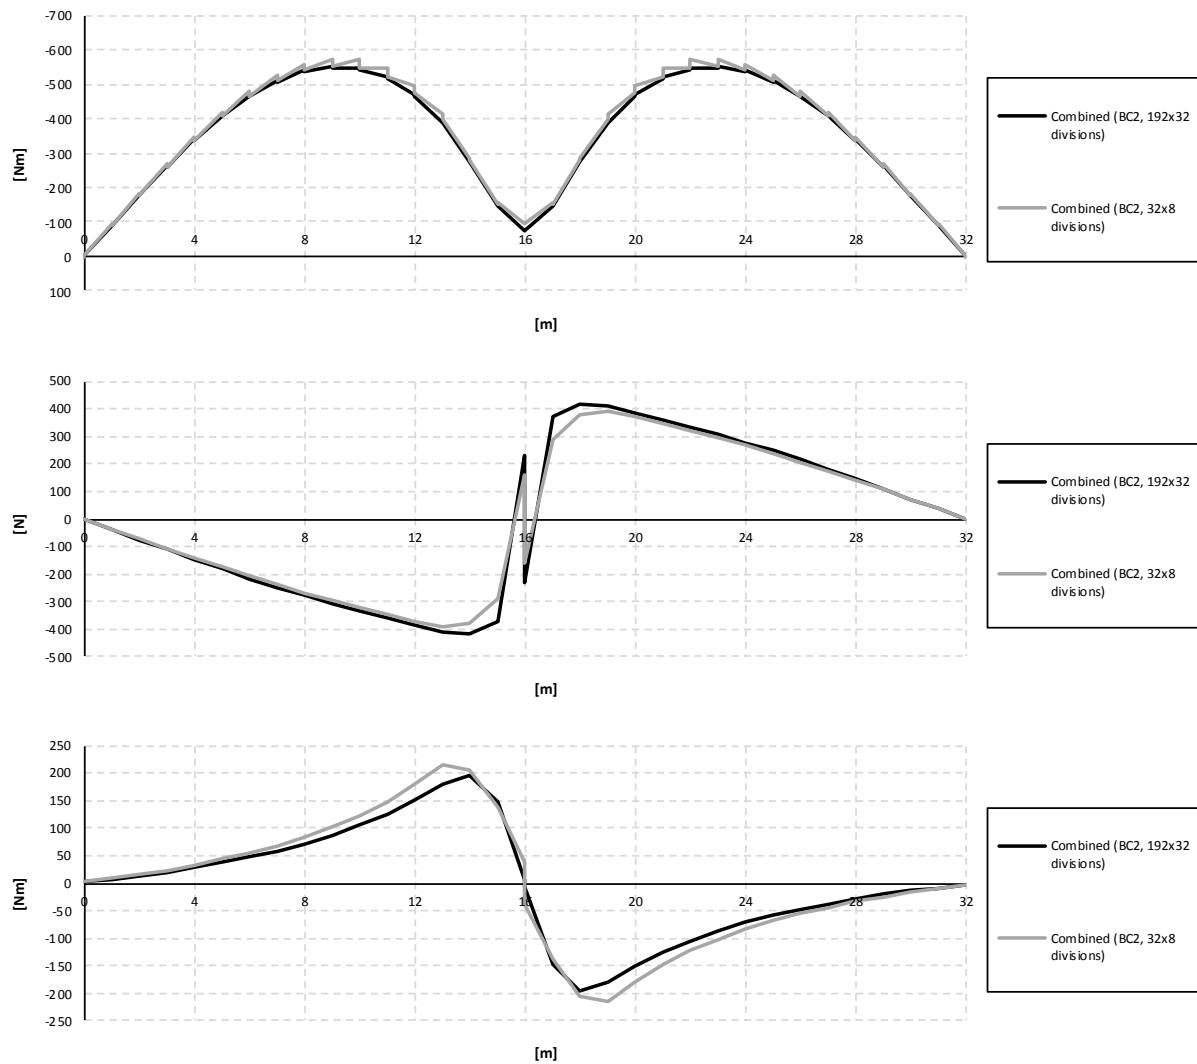 -700
-600
-500
-400
-300
-200
-100
0
100
[Nm]
0 4 8 12 16 20 24 28 32
[m]
Combined (BC2, 192x32
divisions)
Combined (BC2, 32x8
divisions)
500
400
300
200
100
0
-100
-200
-300
-400
-500
[N]
0 4 8 12 16 20 24 28 32
[m]
Combined (BC2, 192x32
divisions)
Combined (BC2, 32x8
divisions)
250
200
150
100
50
0
-50
-100
-150
-200
-250
[Nm]
0 4 8 12 16 20 24 28 32
[m]
Combined (BC2, 192x32
divisions)
Combined (BC2, 32x8
divisions)